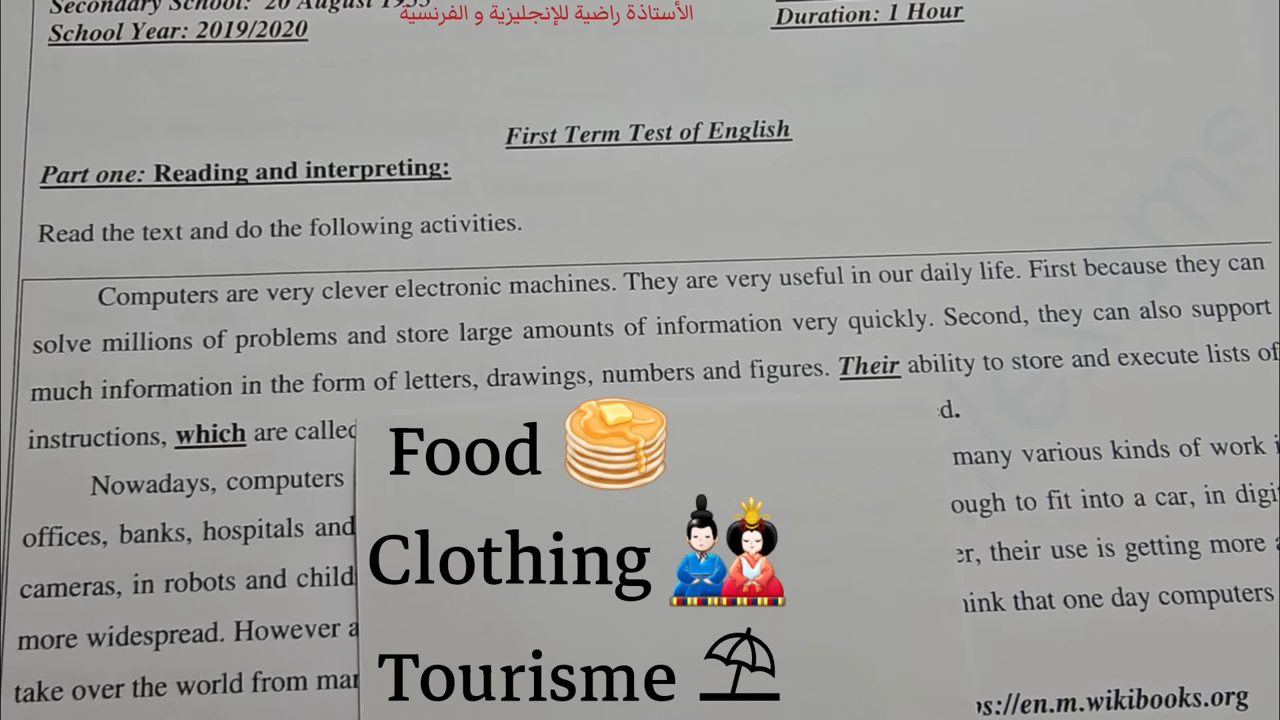 Secondary School: 20 August 1955
الأستاذة راضية للإنجليزية و الفرنسية
School Year: 2019/2020
Duration: 1 Hour
First Term Test of English
Part one: Reading and interpreting:
Read the text and do the following activities.
Computers are very clever electronic machines. They are very useful in our daily life. First because they can
solve millions of problems and store large amounts of information very quickly. Second, they can also support
much information in the form of letters, drawings, numbers and figures. Their ability to store and execute lists of
instructions, which are called
d.
Nowadays, computers
many various kinds of work i
offices, banks, hospitals and
ough to fit into a car, in digit
cameras, in robots and child
er, their use is getting more a
more widespread. However a
ink that one day computers
take over the world from mar
s://en.m.wikibooks.org
Food
Clothing
Tourisme